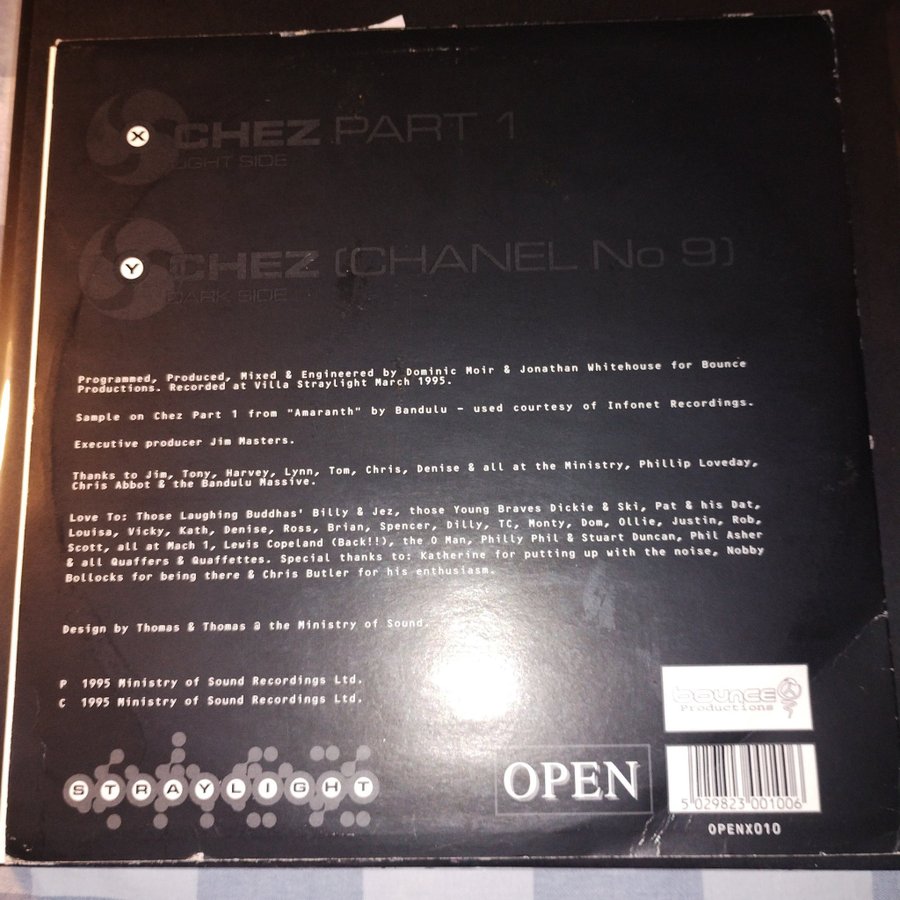 X CHEZ PART 1
LIGHT SIDE
Y CHEZ (CHANEL No 9)
DARK SIDE
Programmed, Produced, Mixed & Engineered by Dominic Moir & Jonathan Whitehouse for Bounce
Productions. Recorded at Villa Straylight March 1995.
Sample on Chez Part 1 from "Amaranth" by Bandulu - used courtesy of Infonet Recordings.
Executive producer Jim Masters.
Thanks to Jim, Tony, Harvey, Lynn, Tom, Chris, Denise & all at the Ministry, Phillip Loveday,
Chris Abbot & the Bandulu Massive.
Love To: Those Laughing Buddhas' Billy & Jez, those Young Braves Dickie & Ski, Pat & his Dat,
Louisa, Vicky, Kath, Denise, Ross, Brian, Spencer, Dilly, TC, Monty, Dom, Ollie, Justin, Rob,
Scott, all at Mach 1, Lewis Copeland (Back!!), the O Man, Philly Phil & Stuart Duncan, Phil Asher
& all Quaffers & Quaffettes. Special thanks to: Katherine for putting up with the noise, Nobby
Bollocks for being there & Chris Butler for his enthusiasm.
Design by Thomas & Thomas @ the Ministry of Sound.
P 1995 Ministry of Sound Recordings Ltd.
C 1995 Ministry of Sound Recordings Ltd.
bounce
Productions
STRAYLIGHT
OPEN
5 029823 001006
OPENX010